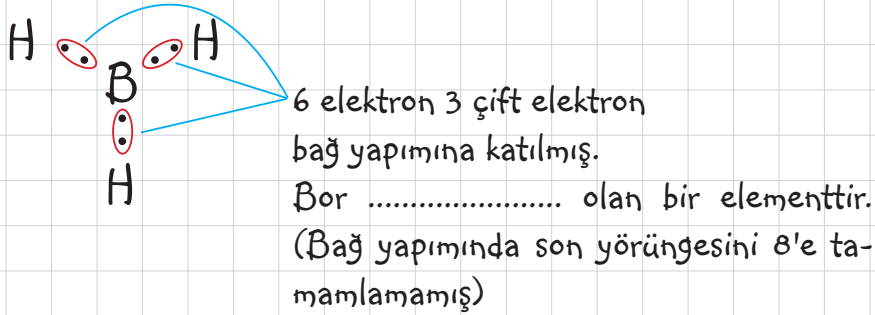 H H
B
H
6 elektron 3 çift elektron
bağ yapımına katılmış.
Bor ....................... olan bir elementtir.
(Bağ yapımında son yörüngesini 8'e ta-
mamlamamış)